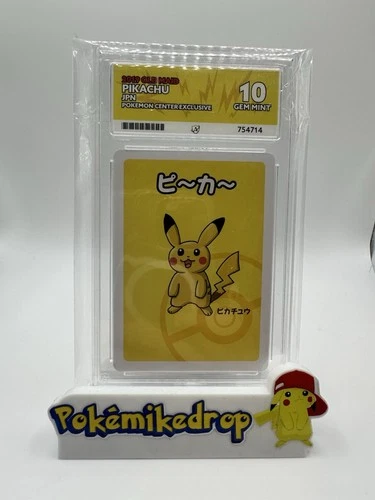 2019 OLD MAID
PIKACHU
JPN
POKEMON CENTER EXCLUSIVE
10
GEM MINT
754714
ピ〜カ〜
ピカチュウ
Pokémikedrop